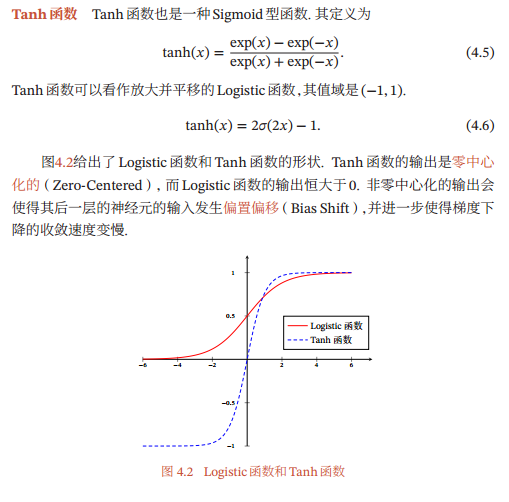 Tanh 函数 Tanh 函数也是一种 Sigmoid 型函数. 其定义为
tanh(x) = (exp(x) − exp(−x)) / (exp(x) + exp(−x)). (4.5)
Tanh 函数可以看作放大并平移的 Logistic 函数, 其值域是 (−1, 1).
tanh(x) = 2σ(2x) − 1. (4.6)
图4.2给出了 Logistic 函数和 Tanh 函数的形状. Tanh 函数的输出是零中心
化的（Zero-Centered）, 而 Logistic 函数的输出恒大于 0. 非零中心化的输出会
使得其后一层的神经元的输入发生偏置偏移（Bias Shift）, 并进一步使得梯度下
降的收敛速度变慢.
1
0.5
Logistic 函数
Tanh 函数
−6 −4 −2 2 4 6
−0.5
−1
图 4.2 Logistic 函数和 Tanh 函数